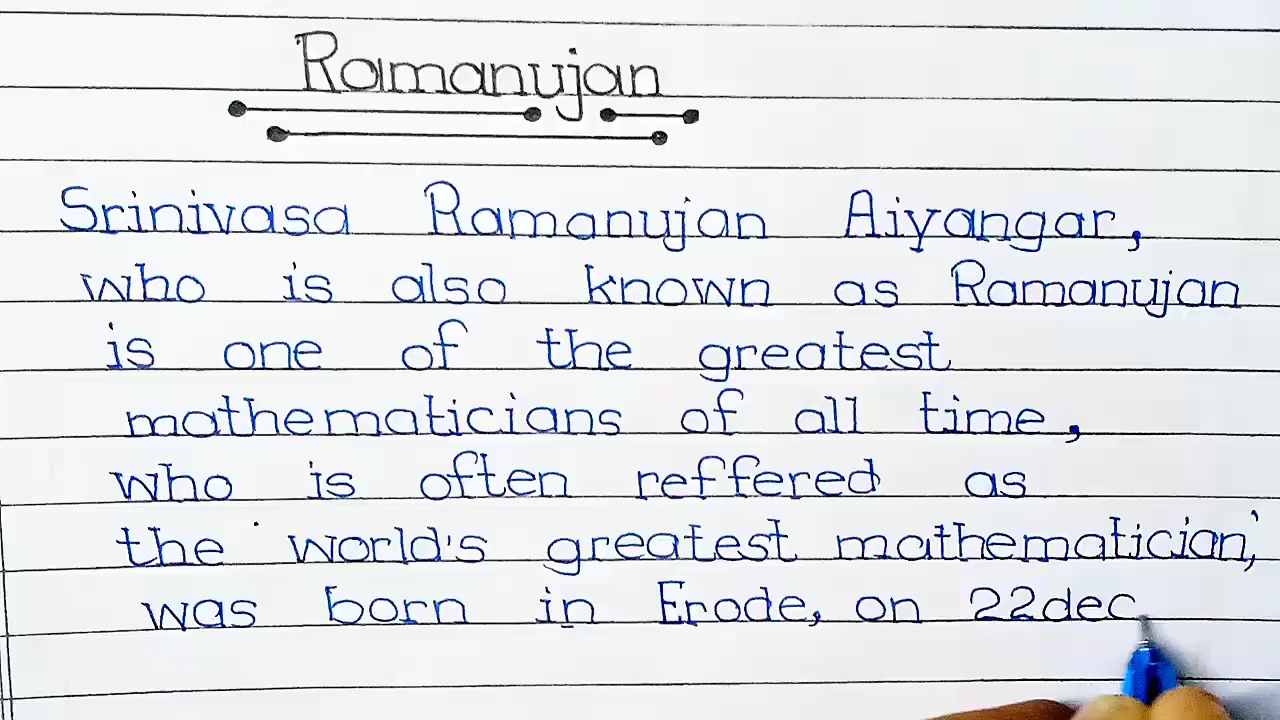 Ramanujan
Srinivasa Ramanujan Aiyangar,
who is also known as Ramanujan
is one of the greatest
mathematicians of all time,
who is often reffered as
the world's greatest mathematician,'
was born in Erode, on 22dec